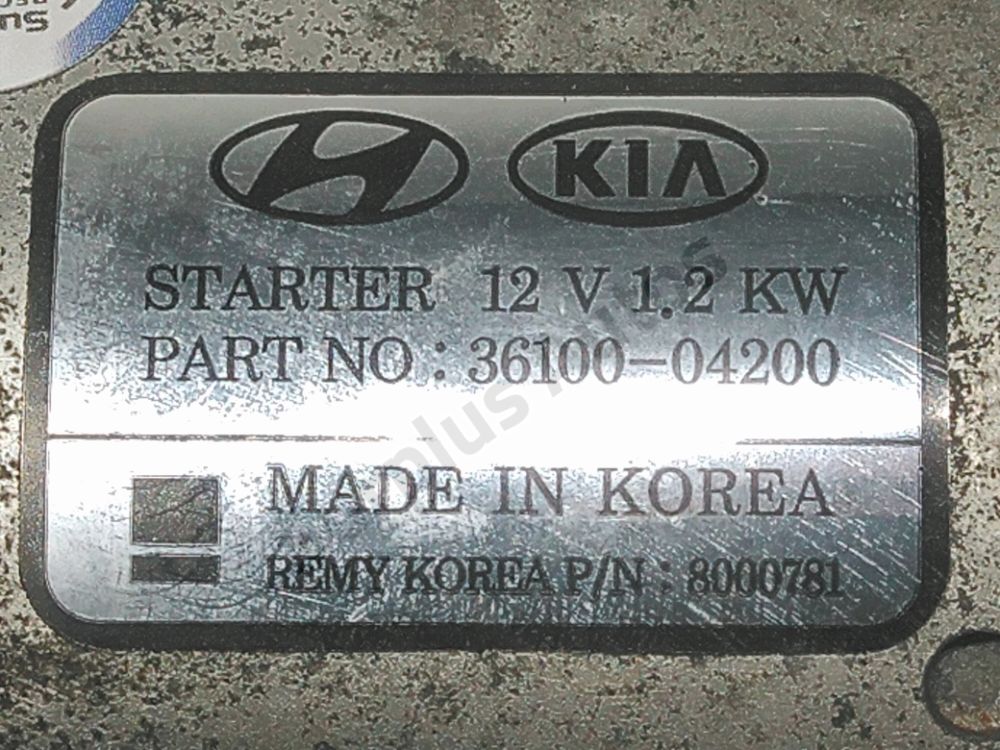 KIA
STARTER 12 V 1.2 KW
PART NO : 36100-04200
MADE IN KOREA
REMY KOREA P/N : 8000781